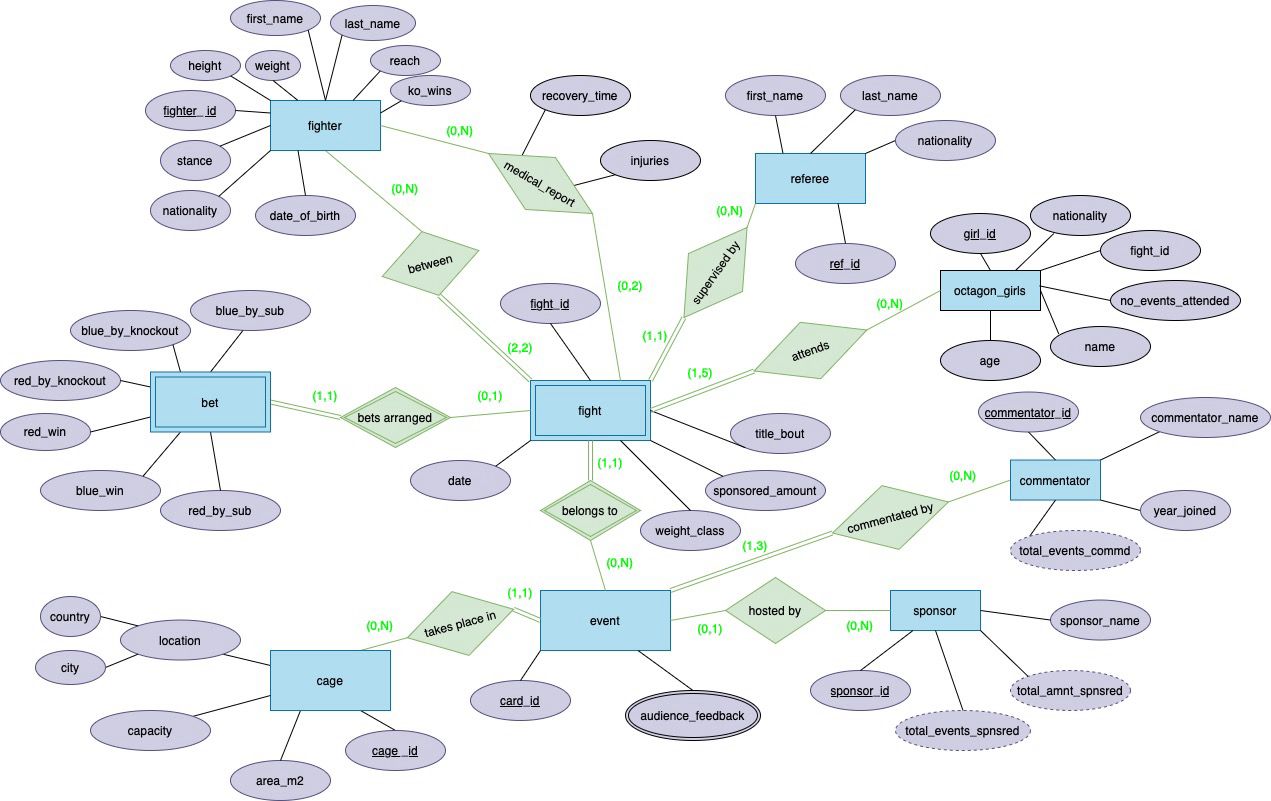 first_name
last_name
height
weight
reach
ko_wins
fighter_id
fighter
stance
nationality
date_of_birth
(0,N)
recovery_time
injuries
medical_report
(0,N)
between
(2,2)
(0,2)
first_name
last_name
nationality
referee
ref_id
(0,N)
supervised by
(1,1)
girl_id
nationality
fight_id
octagon_girls
no_events_attended
name
age
(0,N)
attends
(1,5)
blue_by_sub
blue_by_knockout
red_by_knockout
bet
red_win
blue_win
red_by_sub
(1,1)
bets arranged
(0,1)
fight_id
fight
title_bout
date
sponsored_amount
weight_class
(1,1)
belongs to
(0,N)
commentator_id
commentator_name
commentator
year_joined
total_events_commd
(0,N)
commentated by
(1,3)
country
location
city
cage
capacity
area_m2
cage_id
(0,N)
takes place in
(1,1)
event
card_id
audience_feedback
(0,1)
hosted by
(0,N)
sponsor
sponsor_name
sponsor_id
total_amnt_spnsred
total_events_spnsred